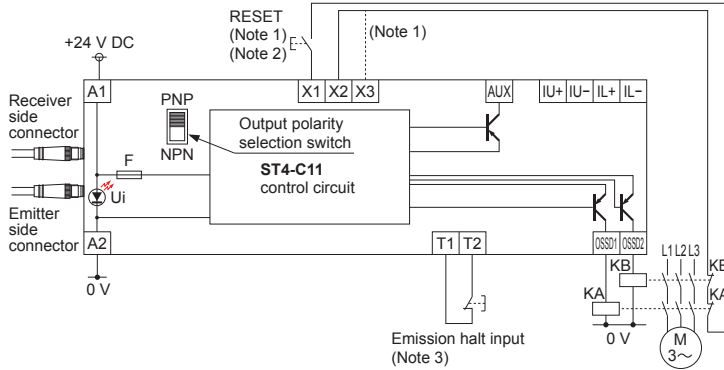 RESET
(Note 1)
(Note 2)
(Note 1)
+24 V DC
A1
X1 X2 X3
AUX
IU+ IU− IL+ IL−
PNP
NPN
Output polarity
selection switch
ST4-C11
control circuit
Receiver
side
connector
F
Ui
Emitter
side
connector
A2
0 V
T1 T2
OSSD1 OSSD2
L1 L2 L3
KB
KB
KA
KA
0 V
M
3～
Emission halt input
(Note 3)